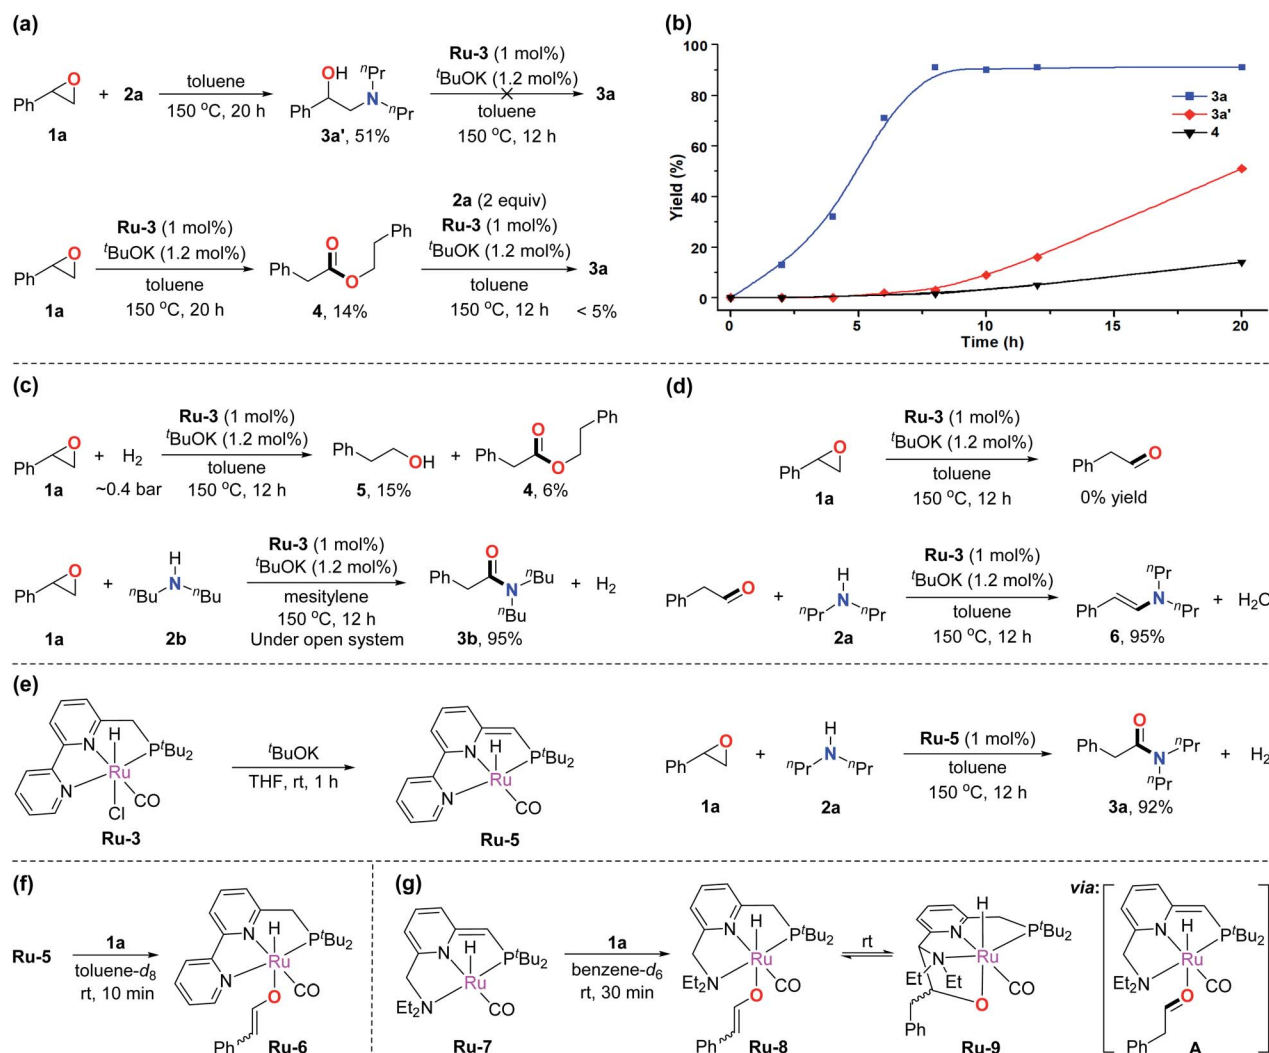 (a)
O
Ph
1a
+ 2a
toluene
150 °C, 20 h
OH
Ph
N
nPr
nPr
3a', 51%
Ru-3 (1 mol%)
tBuOK (1.2 mol%)
toluene
150 °C, 12 h
3a
O
Ph
1a
Ru-3 (1 mol%)
tBuOK (1.2 mol%)
toluene
150 °C, 20 h
Ph
O
Ph
O
4, 14%
2a (2 equiv)
Ru-3 (1 mol%)
tBuOK (1.2 mol%)
toluene
150 °C, 12 h
3a
< 5%
(b)
Yield (%)
100
80
60
40
20
0
0 5 10 15 20
Time (h)
3a
3a'
4
(c)
O
Ph
1a
+ H2
~0.4 bar
Ru-3 (1 mol%)
tBuOK (1.2 mol%)
toluene
150 °C, 12 h
Ph
OH
5, 15%
+
Ph
O
Ph
O
4, 6%
O
Ph
1a
+
H
N
nBu nBu
2b
Ru-3 (1 mol%)
tBuOK (1.2 mol%)
mesitylene
150 °C, 12 h
Under open system
O
Ph
N
nBu
nBu
3b, 95%
+ H2
(d)
O
Ph
1a
Ru-3 (1 mol%)
tBuOK (1.2 mol%)
toluene
150 °C, 12 h
Ph
O
0% yield
Ph
O
+
H
N
nPr nPr
2a
Ru-3 (1 mol%)
tBuOK (1.2 mol%)
toluene
150 °C, 12 h
nPr
Ph
N
nPr
6, 95%
+ H2O
(e)
H
N
PtBu2
Ru
N
CO
Cl
Ru-3
tBuOK
THF, rt, 1 h
H
N
PtBu2
Ru
N
CO
Ru-5
O
Ph
1a
+
H
N
nPr nPr
2a
Ru-5 (1 mol%)
toluene
150 °C, 12 h
O
Ph
N
nPr
nPr
3a, 92%
+ H2
(f)
Ru-5
1a
toluene-d8
rt, 10 min
H
N
PtBu2
Ru
N
CO
O
Ph
Ru-6
(g)
H
N
PtBu2
Ru
Et2N
CO
Ru-7
1a
benzene-d6
rt, 30 min
H
N
PtBu2
Ru
N
Et2
CO
O
Ph
Ru-8
rt
H
N
PtBu2
Ru
Et N
Et
CO
O
Ph
Ru-9
via:
H
N
PtBu2
Ru
N
Et2
CO
O
Ph
A